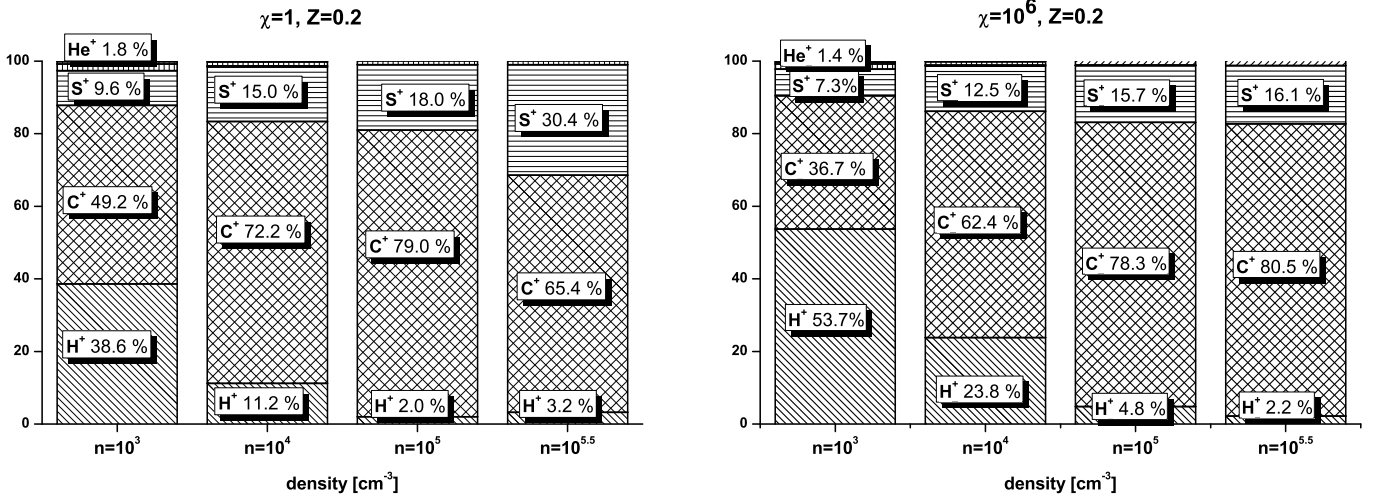 χ=1, Z=0.2
100
80
60
40
20
0
He⁺ 1.8 %
S⁺ 9.6 %
C⁺ 49.2 %
H⁺ 38.6 %
S⁺ 15.0 %
C⁺ 72.2 %
H⁺ 11.2 %
S⁺ 18.0 %
C⁺ 79.0 %
H⁺ 2.0 %
S⁺ 30.4 %
C⁺ 65.4 %
H⁺ 3.2 %
n=10³
n=10⁴
n=10⁵
n=10⁵·⁵
density [cm⁻³]
χ=10⁶, Z=0.2
100
80
60
40
20
0
He⁺ 1.4 %
S⁺ 7.3%
C⁺ 36.7 %
H⁺ 53.7%
S⁺ 12.5 %
C⁺ 62.4 %
H⁺ 23.8 %
S⁺ 15.7 %
C⁺ 78.3 %
H⁺ 4.8 %
S⁺ 16.1 %
C⁺ 80.5 %
H⁺ 2.2 %
n=10³
n=10⁴
n=10⁵
n=10⁵·⁵
density [cm⁻³]